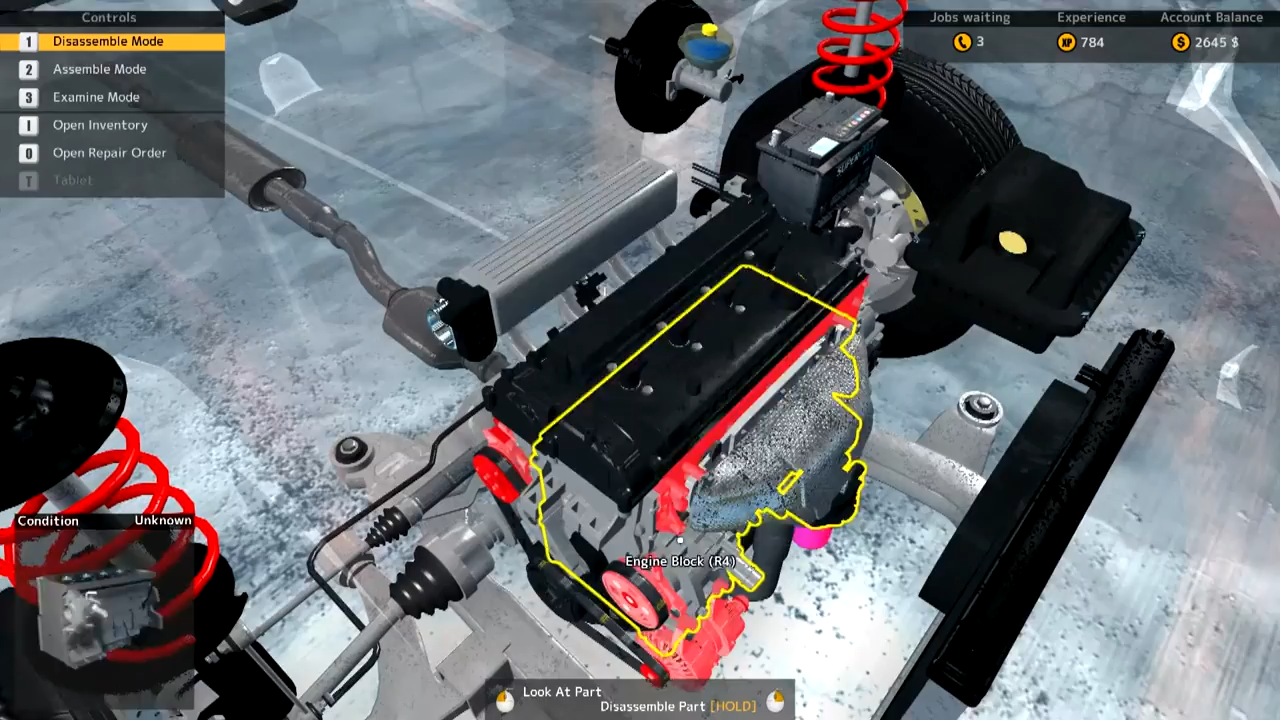 Controls
1 Disassemble Mode
2 Assemble Mode
3 Examine Mode
I Open Inventory
O Open Repair Order
T Tablet
Jobs waiting Experience Account Balance
3 XP 784 $ 2645 $
Engine Block (R4)
Condition Unknown
Look At Part
Disassemble Part [HOLD]